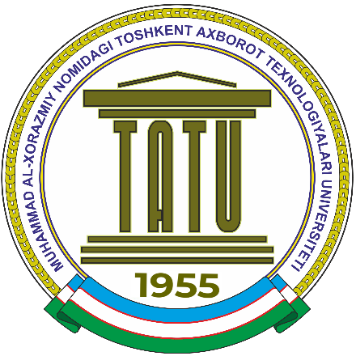 MUHAMMAD AL-XORAZMIY NOMIDAGI TOSHKENT AXBOROT TEXNOLOGIYALARI UNIVERSITETI
TATU
1955